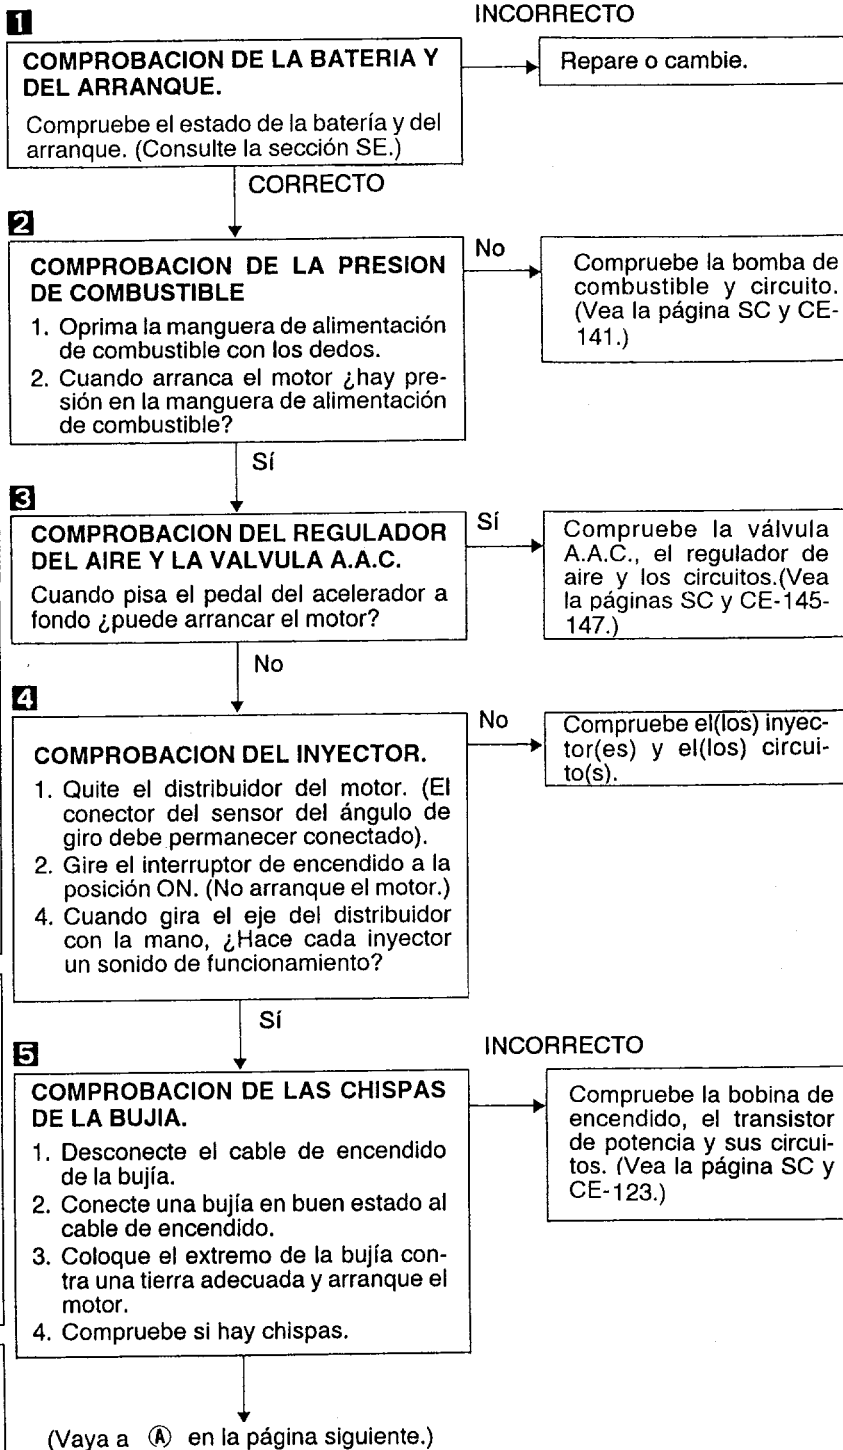 INCORRECTO
1
COMPROBACION DE LA BATERIA Y
DEL ARRANQUE.
Compruebe el estado de la batería y del
arranque. (Consulte la sección SE.)
Repare o cambie.
CORRECTO
2
COMPROBACION DE LA PRESION
DE COMBUSTIBLE
1. Oprima la manguera de alimentación
de combustible con los dedos.
2. Cuando arranca el motor ¿hay pre-
sión en la manguera de alimentación
de combustible?
No
Compruebe la bomba de
combustible y circuito.
(Vea la página SC y CE-
141.)
Sí
3
COMPROBACION DEL REGULADOR
DEL AIRE Y LA VALVULA A.A.C.
Cuando pisa el pedal del acelerador a
fondo ¿puede arrancar el motor?
Sí
Compruebe la válvula
A.A.C., el regulador de
aire y los circuitos.(Vea
la páginas SC y CE-145-
147.)
No
4
COMPROBACION DEL INYECTOR.
1. Quite el distribuidor del motor. (El
conector del sensor del ángulo de
giro debe permanecer conectado).
2. Gire el interruptor de encendido a la
posición ON. (No arranque el motor.)
4. Cuando gira el eje del distribuidor
con la mano, ¿Hace cada inyector
un sonido de funcionamiento?
No
Compruebe el(los) inyec-
tor(es) y el(los) circui-
to(s).
Sí
5
INCORRECTO
COMPROBACION DE LAS CHISPAS
DE LA BUJIA.
1. Desconecte el cable de encendido
de la bujía.
2. Conecte una bujía en buen estado al
cable de encendido.
3. Coloque el extremo de la bujía con-
tra una tierra adecuada y arranque el
motor.
4. Compruebe si hay chispas.
Compruebe la bobina de
encendido, el transistor
de potencia y sus circui-
tos. (Vea la página SC y
CE-123.)
(Vaya a Ⓐ en la página siguiente.)